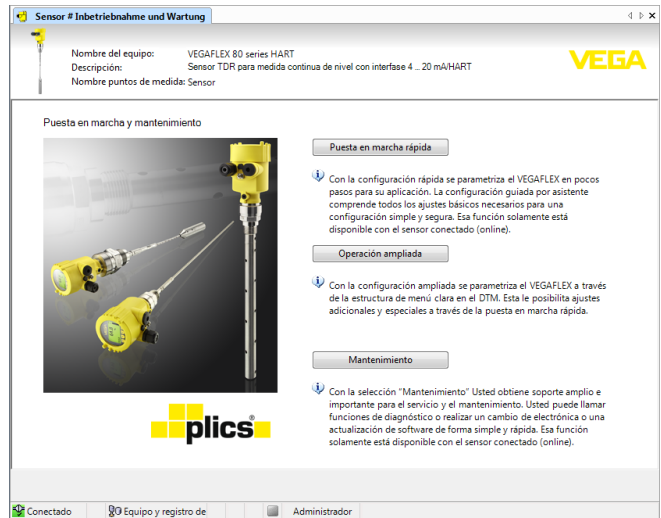 Sensor # Inbetriebnahme und Wartung
Nombre del equipo: VEGAFLEX 80 series HART
Descripción: Sensor TDR para medida continua de nivel con interfase 4 .. 20 mA/HART
Nombre puntos de medida: Sensor
VEGA
Puesta en marcha y mantenimiento
Puesta en marcha rápida
Con la configuración rápida se parametriza el VEGAFLEX en pocos
pasos para su aplicación. La configuración guiada por asistente
comprende todos los ajustes básicos necesarios para una
configuración simple y segura. Esa función solamente está
disponible con el sensor conectado (online).
Operación ampliada
Con la configuración ampliada se parametriza el VEGAFLEX a través
de la estructura de menú clara en el DTM. Esta le posibilita ajustes
adicionales y especiales a través de la puesta en marcha rápida.
Mantenimiento
Con la selección "Mantenimiento" Usted obtiene soporte amplio e
importante para el servicio y el mantenimiento. Usted puede llamar
funciones de diagnóstico o realizar un cambio de electrónica o una
actualización de software de forma simple y rápida. Esa función
solamente está disponible con el sensor conectado (online).
plics®
Conectado
Equipo y registro de
Administrador